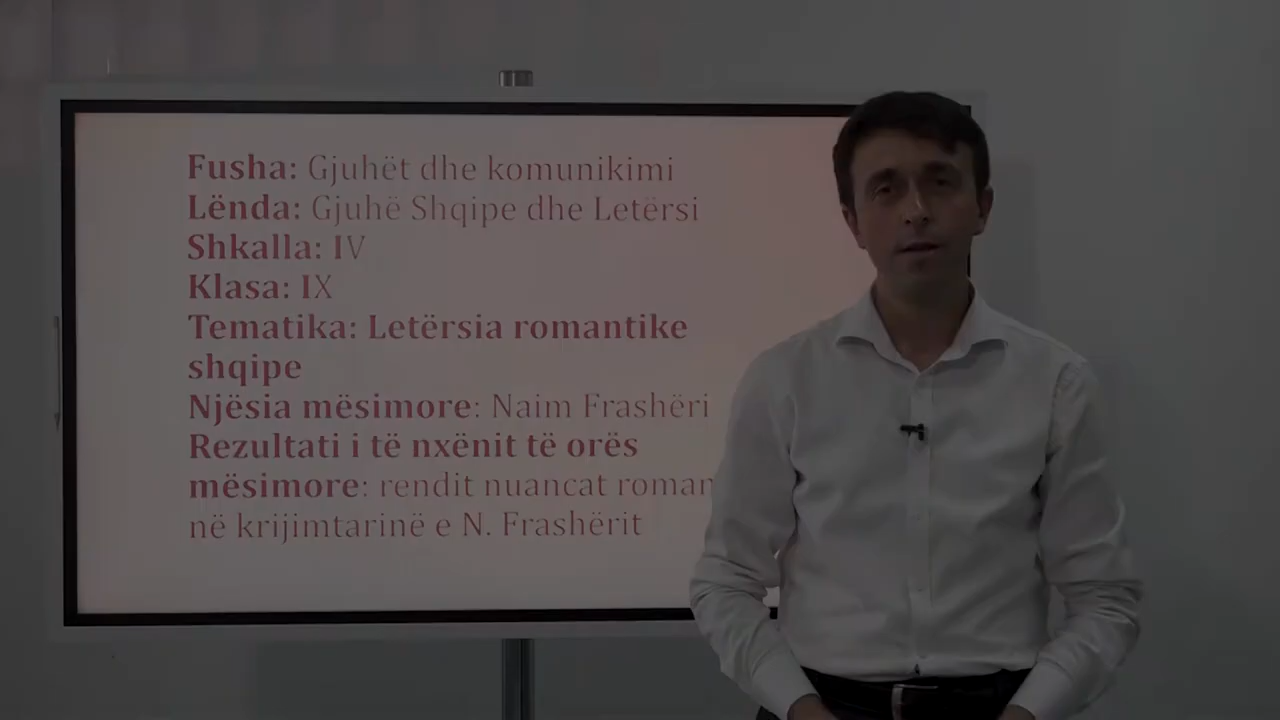 Fusha: Gjuhët dhe komunikimi
Lënda: Gjuhë Shqipe dhe Letërsi
Shkalla: IV
Klasa: IX
Tematika: Letërsia romantike
shqipe
Njësia mësimore: Naim Frashëri
Rezultati i të nxënit të orës
mësimore: rendit nuancat
në krijimtarinë e N. Frashërit